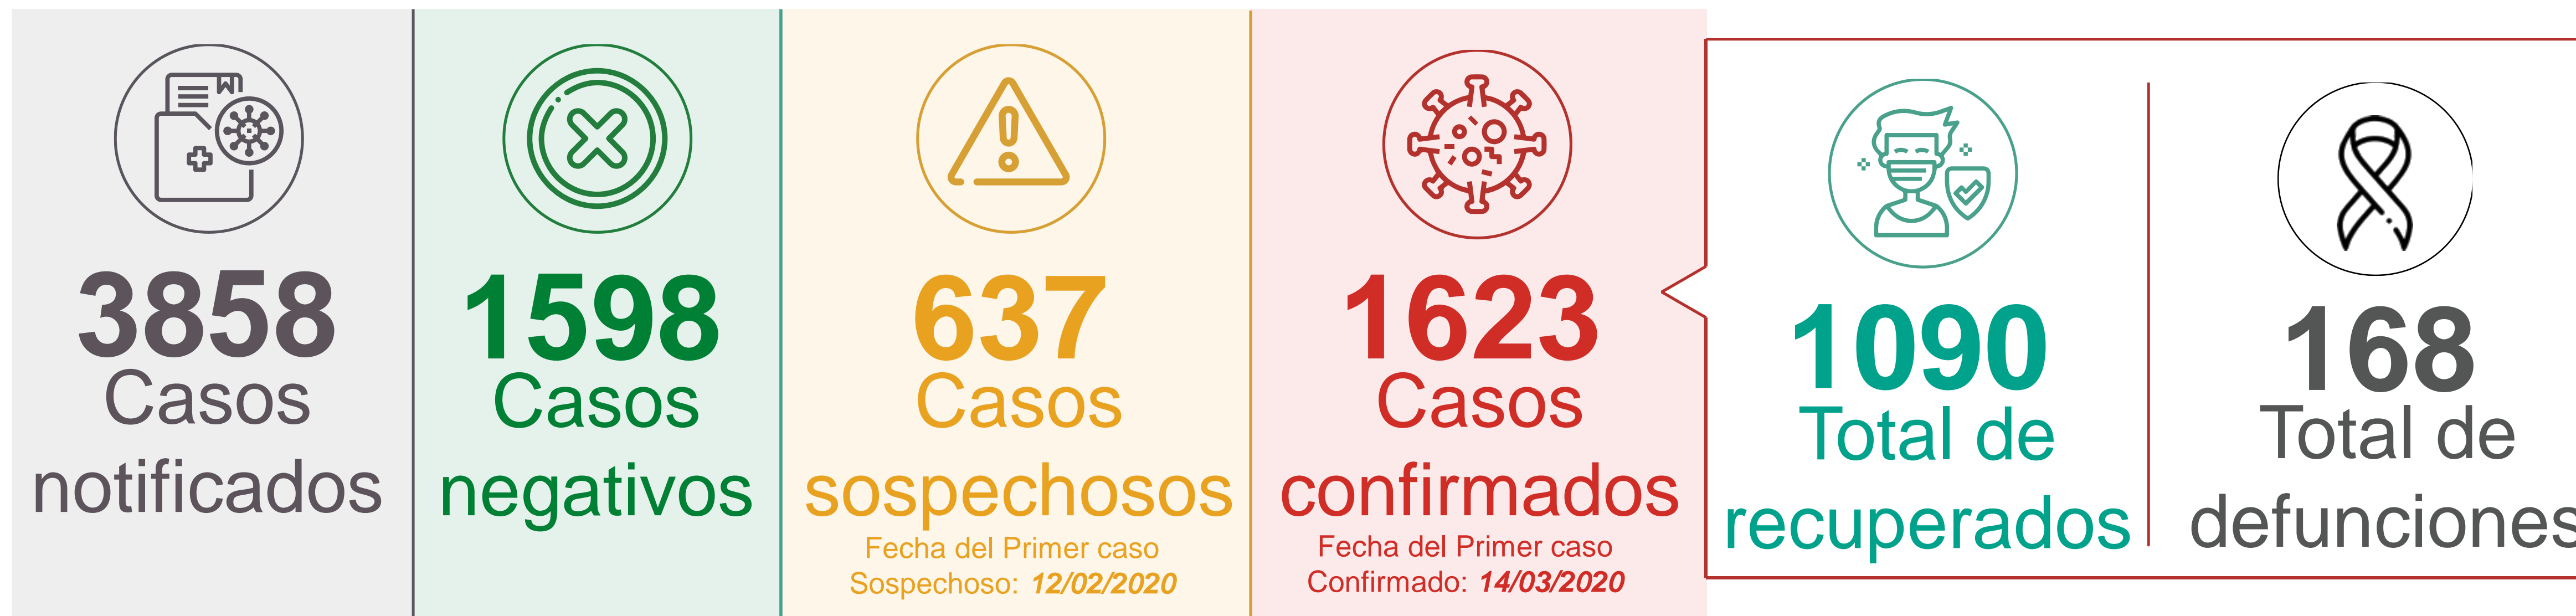 3858
Casos
notificados
1598
Casos
negativos
637
Casos
sospechosos
Fecha del Primer caso
Sospechoso: 12/02/2020
1623
Casos
confirmados
Fecha del Primer caso
Confirmado: 14/03/2020
1090
Total de
recuperados
168
Total de
defunciones